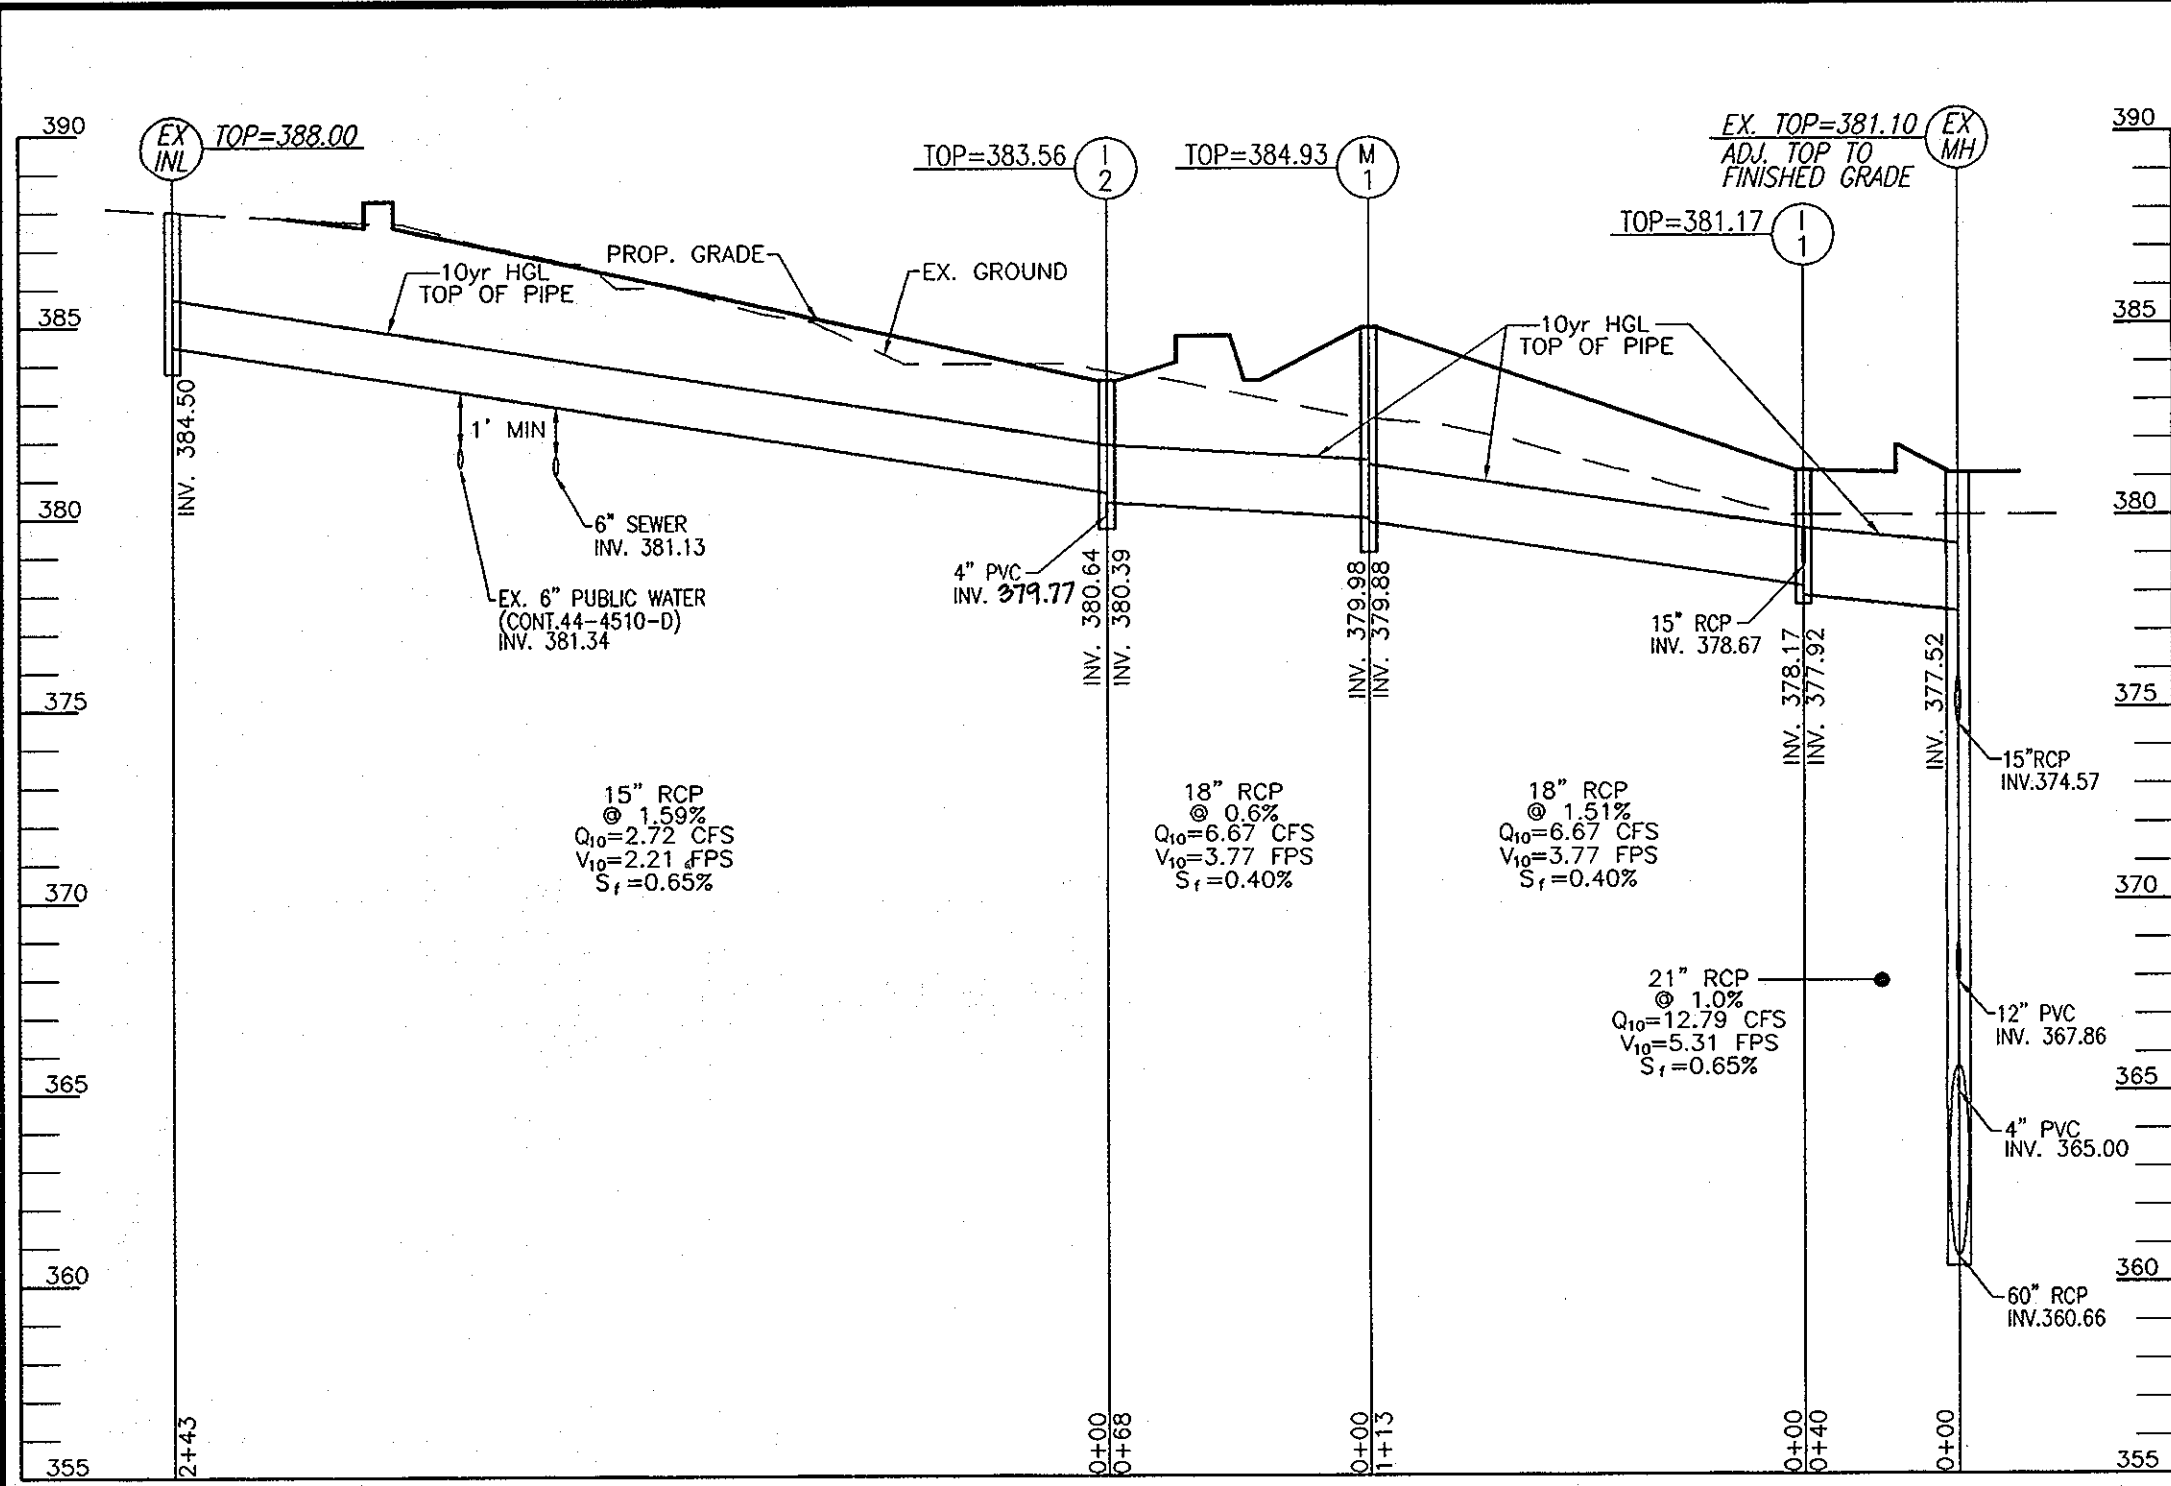 390
EX
INL
TOP=388.00
TOP=383.56
I
2
TOP=384.93
M
1
EX. TOP=381.10
ADJ. TOP TO
FINISHED GRADE
EX
MH
390
TOP=381.17
I
1
PROP. GRADE
EX. GROUND
10yr HGL
TOP OF PIPE
10yr HGL
TOP OF PIPE
385
385
INV. 384.50
1' MIN
6" SEWER
INV. 381.13
EX. 6" PUBLIC WATER
(CONT.44-4510-D)
INV. 381.34
380
380
4" PVC
INV. 379.77
INV. 380.64
INV. 380.39
INV. 379.98
INV. 379.88
15" RCP
INV. 378.67
INV. 378.17
INV. 377.92
INV. 377.52
375
375
15"RCP
INV.374.57
15" RCP
@ 1.59%
Q10=2.72 CFS
V10=2.21 FPS
Sf=0.65%
18" RCP
@ 0.6%
Q10=6.67 CFS
V10=3.77 FPS
Sf=0.40%
18" RCP
@ 1.51%
Q10=6.67 CFS
V10=3.77 FPS
Sf=0.40%
370
370
21" RCP
@ 1.0%
Q10=12.79 CFS
V10=5.31 FPS
Sf=0.65%
12" PVC
INV. 367.86
365
365
4" PVC
INV. 365.00
360
360
60" RCP
INV.360.66
355
2+43
0+00
0+68
0+00
1+13
0+00
0+40
0+00
355